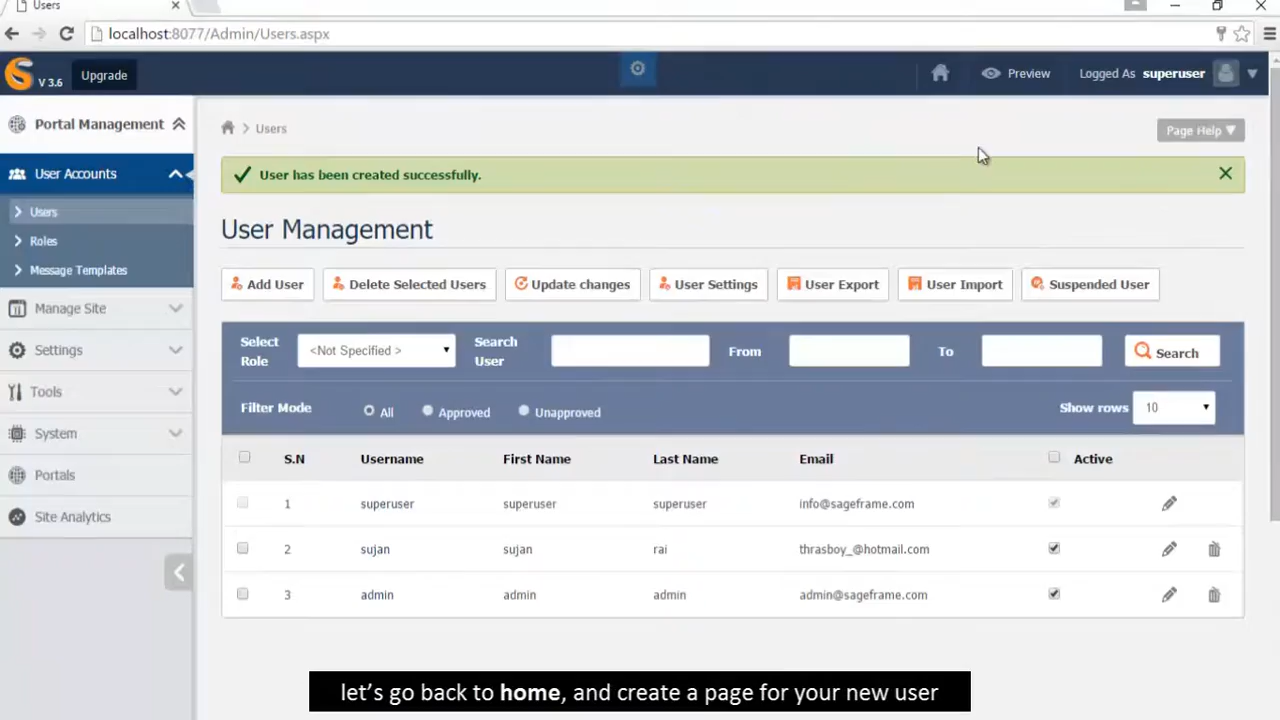 Users
localhost:8077/Admin/Users.aspx
V 3.6 Upgrade Preview Logged As superuser
Portal Management
User Accounts
Users
Roles
Message Templates
Manage Site
Settings
Tools
System
Portals
Site Analytics
Users Page Help
User has been created successfully.
User Management
Add User Delete Selected Users Update changes User Settings User Export User Import Suspended User
Select Role <Not Specified > Search User From To Search
Filter Mode All Approved Unapproved Show rows 10
S.N Username First Name Last Name Email Active
1 superuser superuser superuser info@sageframe.com
2 sujan sujan rai thrasboy_@hotmail.com
3 admin admin admin admin@sageframe.com
let's go back to home, and create a page for your new user